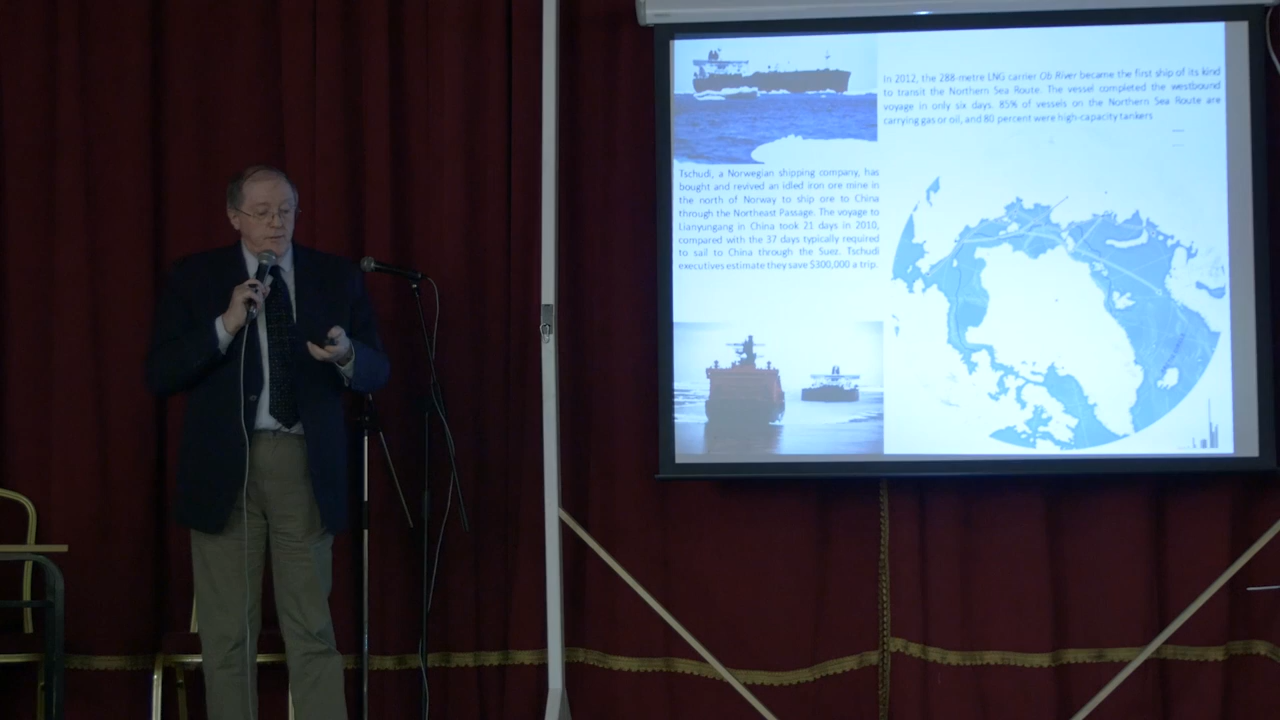 In 2012, the 288-metre LNG carrier Ob River became the first ship of its kind
to transit the Northern Sea Route. The vessel completed the westbound
voyage in only six days. 85% of vessels on the Northern Sea Route are
carrying gas or oil, and 80 percent were high-capacity tankers
Tschudi, a Norwegian shipping company, has
bought and revived an idled iron ore mine in
the north of Norway to ship ore to China
through the Northeast Passage. The voyage to
Lianyungang in China took 21 days in 2010,
compared with the 37 days typically required
to sail to China through the Suez. Tschudi
executives estimate they save $300,000 a trip.